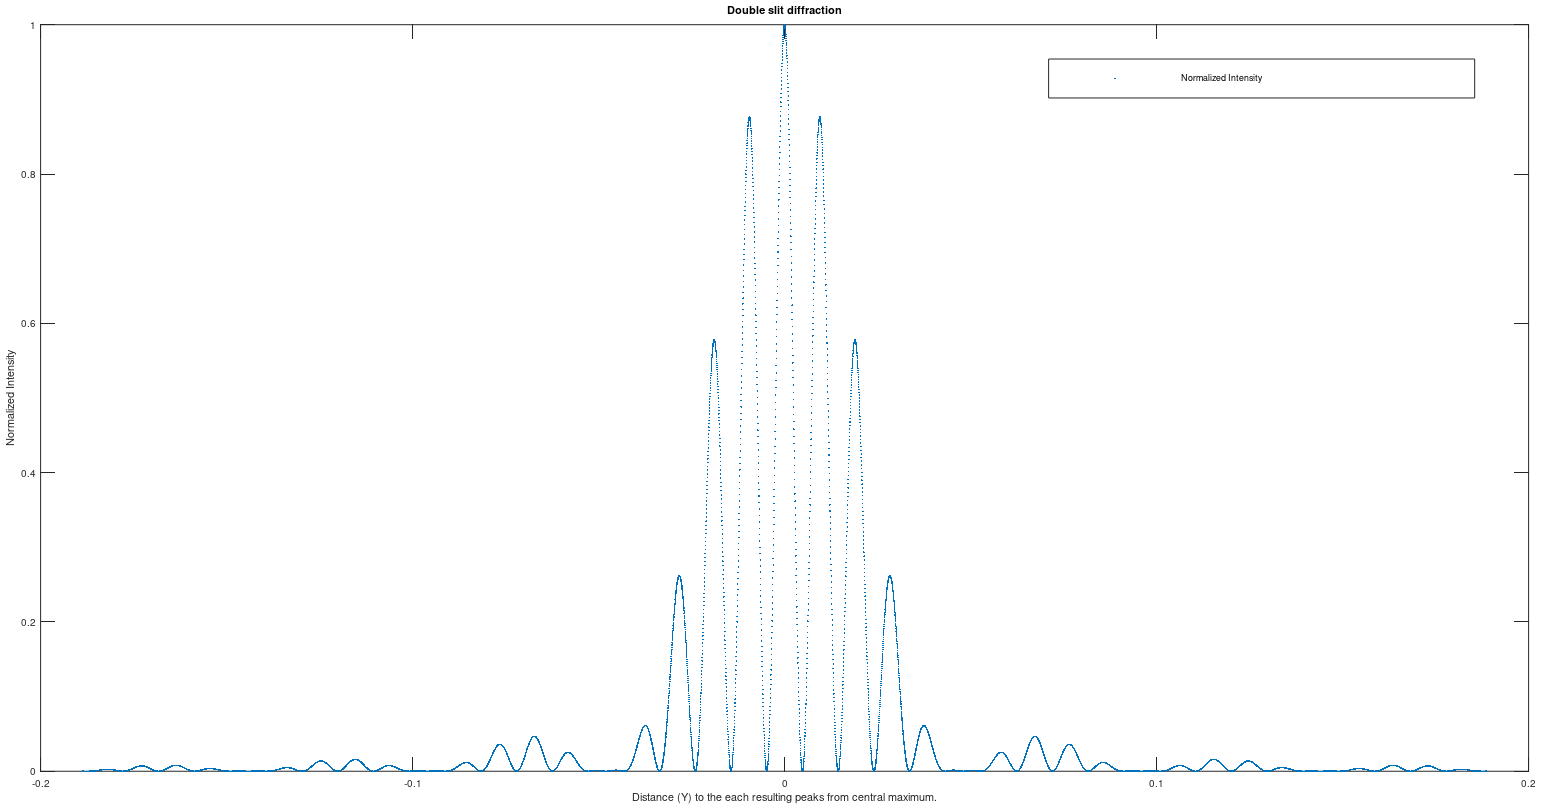 Double slit diffraction
1
0.8
0.6
0.4
0.2
0
-0.2
-0.1
0
0.1
0.2
Normalized Intensity
Normalized Intensity
Distance (Y) to the each resulting peaks from central maximum.